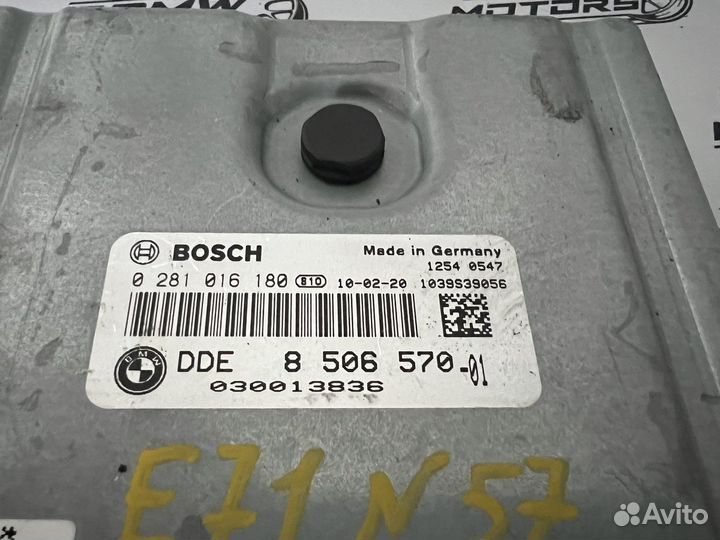 MOTORS
BOSCH
Made in Germany
1254 0547
0 281 016 180 B10 10-02-20 1039S39056
BMW
DDE 8 506 570-01
030013836
E71 N57
*
Avito